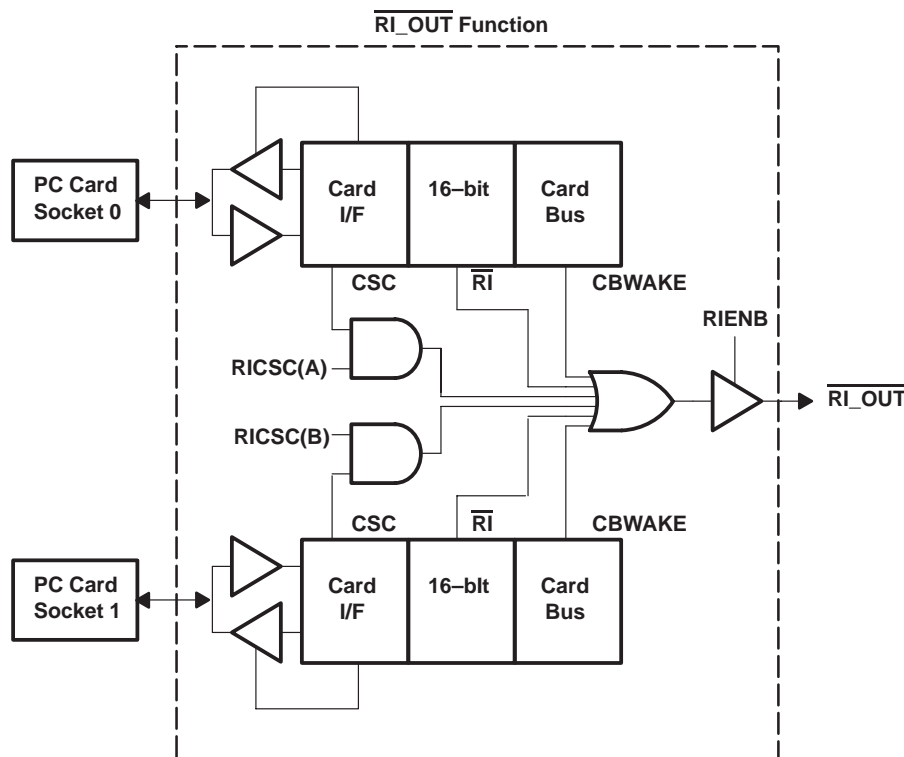 RI_OUT Function
PC Card
Socket 0
Card
I/F
16–bit
Card
Bus
CSC
RI
CBWAKE
RIENB
RICSC(A)
RI_OUT
RICSC(B)
CSC
RI
CBWAKE
PC Card
Socket 1
Card
I/F
16–bIt
Card
Bus